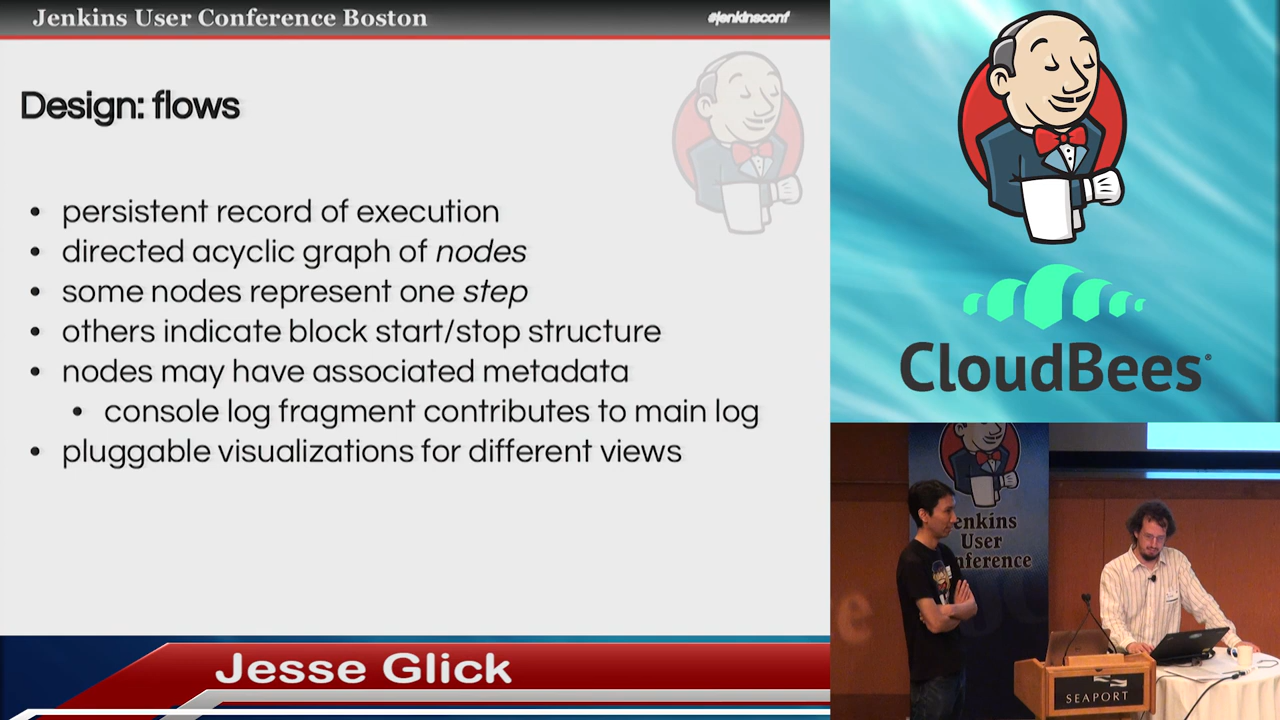 Jenkins User Conference Boston
#jenkinsconf
Design: flows
• persistent record of execution
• directed acyclic graph of nodes
• some nodes represent one step
• others indicate block start/stop structure
• nodes may have associated metadata
• console log fragment contributes to main log
• pluggable visualizations for different views
Jesse Glick
CloudBees
enkins
User
nference
SEAPORT